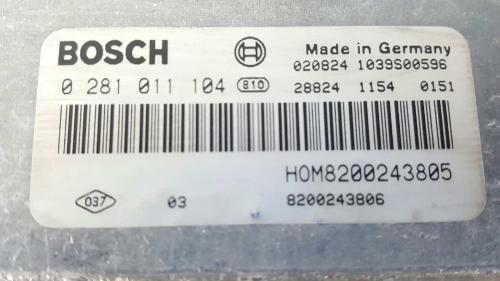 BOSCH Made in Germany
020824 1039S00596
0 281 011 104 810 28824 1154 0151
HOM8200243805
037 03 8200243806